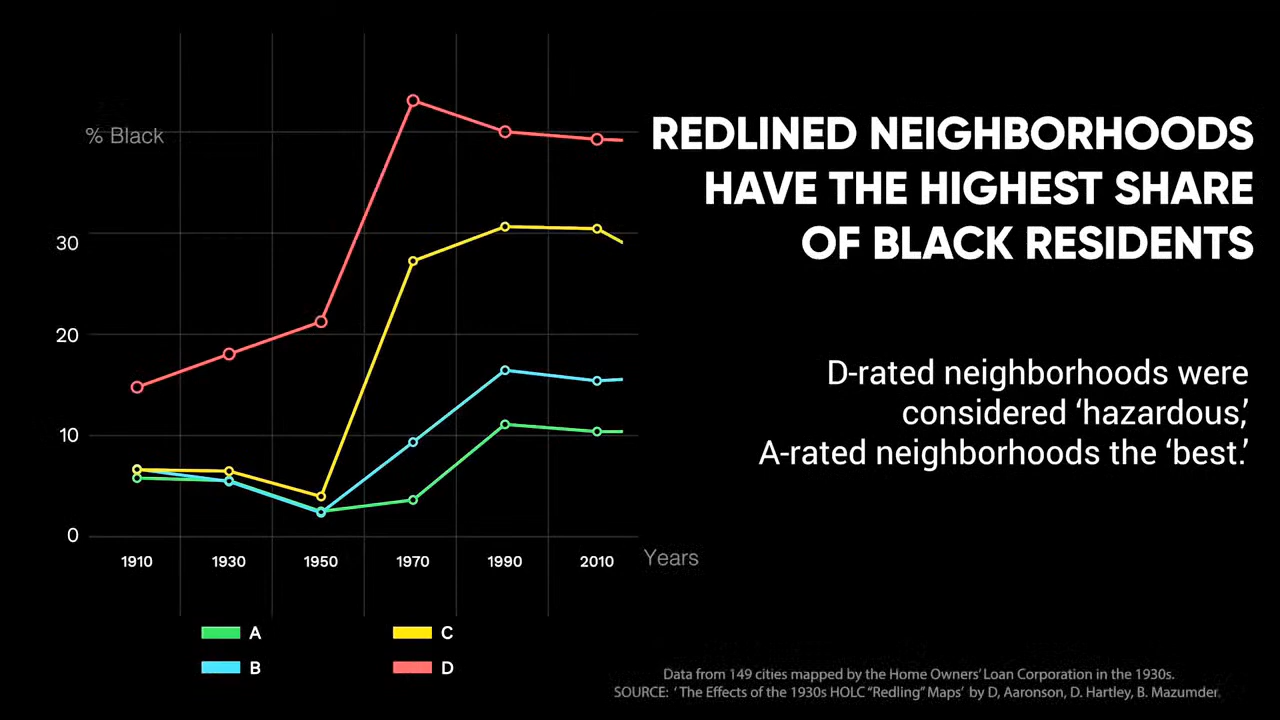 REDLINED NEIGHBORHOODS
HAVE THE HIGHEST SHARE
OF BLACK RESIDENTS
D-rated neighborhoods were
considered ‘hazardous,’
A-rated neighborhoods the ‘best.’
% Black
30
20
10
0
1910 1930 1950 1970 1990 2010
Years
A
B
C
D
Data from 149 cities mapped by the Home Owners’ Loan Corporation in the 1930s.
SOURCE: ‘The Effects of the 1930s HOLC “Redling” Maps’ by D, Aaronson, D. Hartley, B. Mazumder.